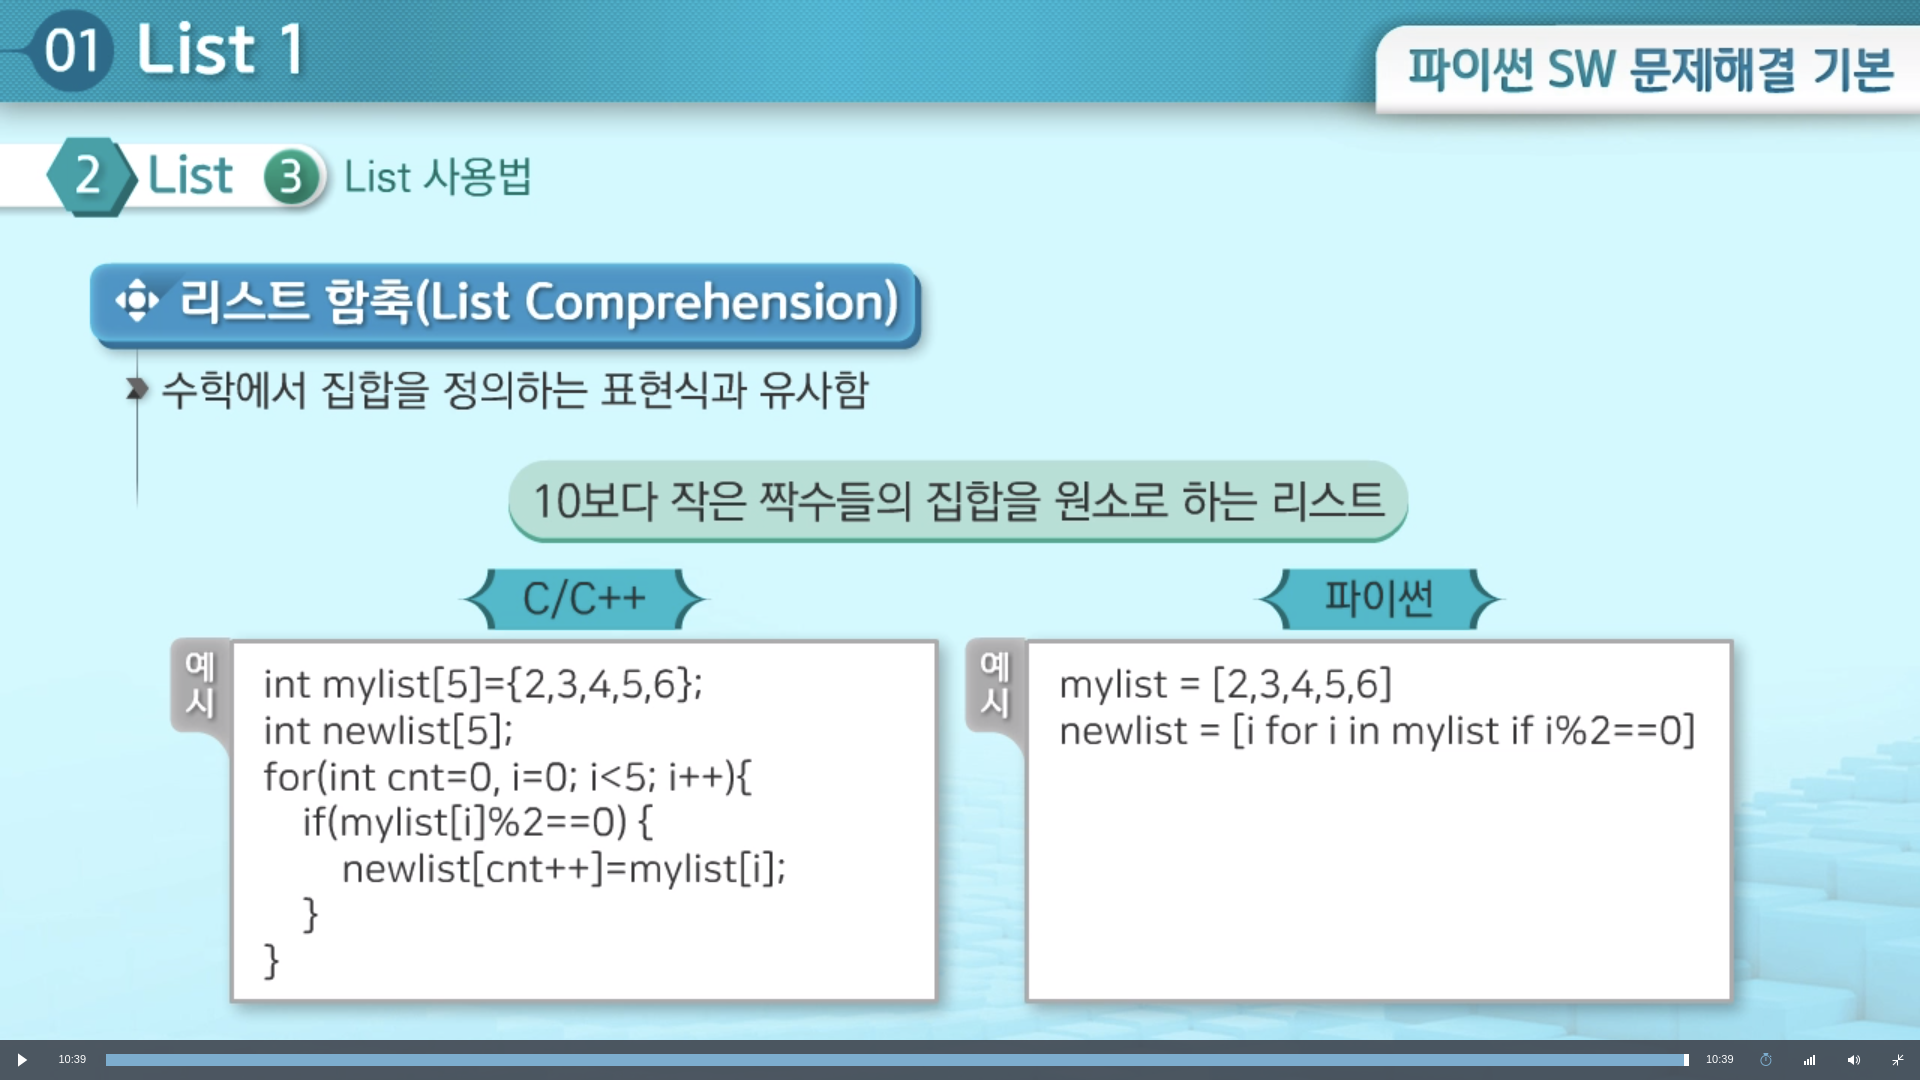 01 List 1
파이썬 SW 문제해결 기본
2 List 3 List 사용법
리스트 함축(List Comprehension)
수학에서 집합을 정의하는 표현식과 유사함
10보다 작은 짝수들의 집합을 원소로 하는 리스트
C/C++
예시
int mylist[5]={2,3,4,5,6};
int newlist[5];
for(int cnt=0, i=0; i<5; i++){
if(mylist[i]%2==0) {
newlist[cnt++]=mylist[i];
}
}
파이썬
예시
mylist = [2,3,4,5,6]
newlist = [i for i in mylist if i%2==0]
10:39
10:39